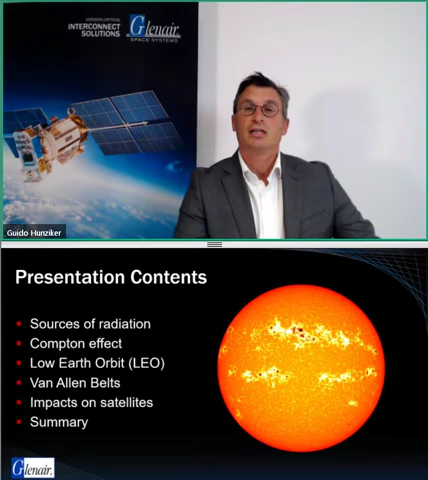 MISSION CRITICAL
INTERCONNECT
SOLUTIONS
Glenair.
SPACE SYSTEMS
Guido Hunziker
Presentation Contents
Sources of radiation
Compton effect
Low Earth Orbit (LEO)
Van Allen Belts
Impacts on satellites
Summary
Glenair.